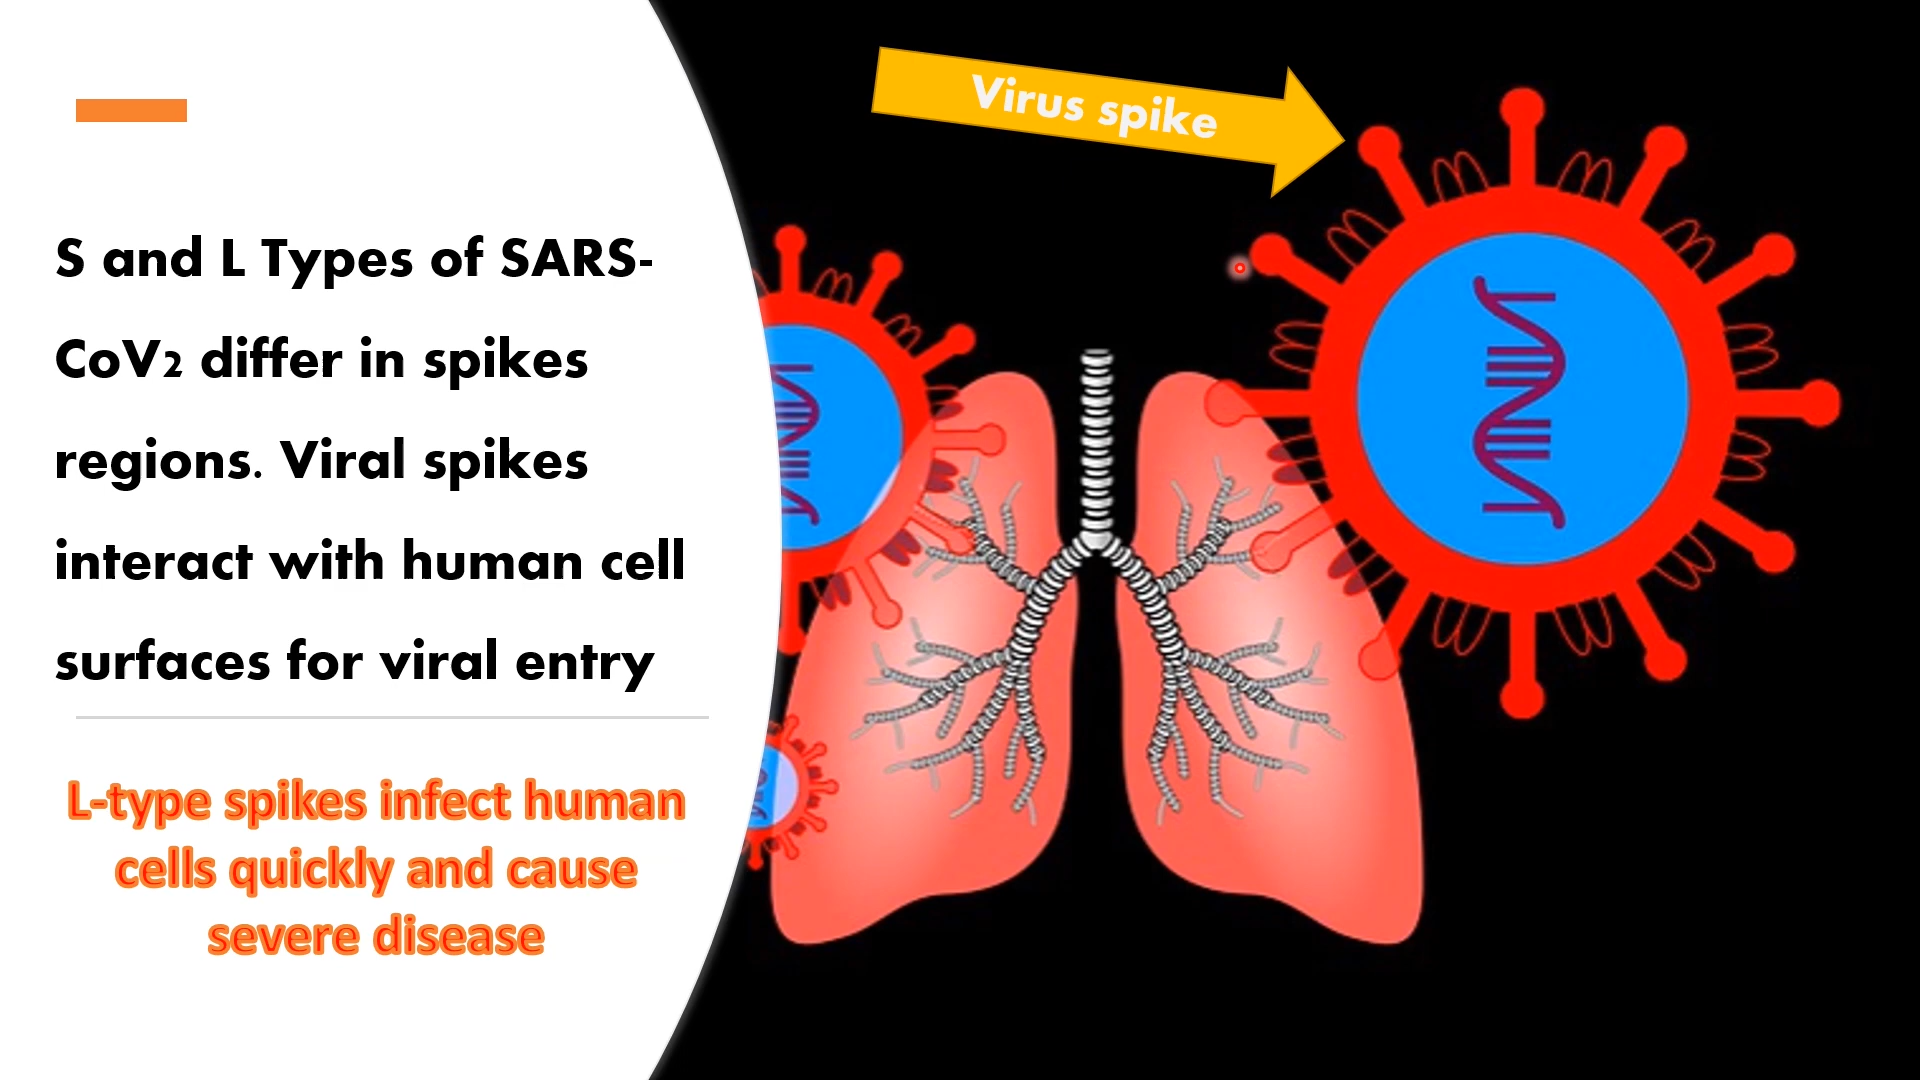 Virus spike
S and L Types of SARS-
CoV2 differ in spikes
regions. Viral spikes
interact with human cell
surfaces for viral entry
L-type spikes infect human
cells quickly and cause
severe disease